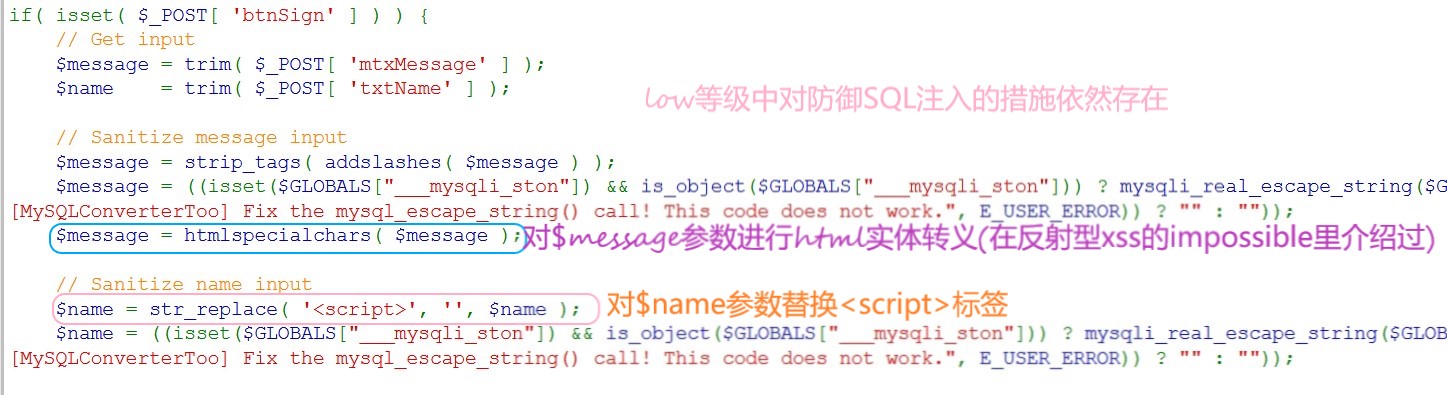 if( isset( $_POST[ 'btnSign' ] ) ) {
// Get input
$message = trim( $_POST[ 'mtxMessage' ] );
$name    = trim( $_POST[ 'txtName' ] );
low等级中对防御SQL注入的措施依然存在
// Sanitize message input
$message = strip_tags( addslashes( $message ) );
$message = ((isset($GLOBALS["___mysqli_ston"]) && is_object($GLOBALS["___mysqli_ston"])) ? mysqli_real_escape_string($G
[MySQLConverterToo] Fix the mysql_escape_string() call! This code does not work.", E_USER_ERROR)) ? "" : ""));
$message = htmlspecialchars( $message ); 对$message参数进行html实体转义(在反射型xss的impossible里介绍过)
// Sanitize name input
$name = str_replace( '<script>', '', $name ); 对$name参数替换<script>标签
$name = ((isset($GLOBALS["___mysqli_ston"]) && is_object($GLOBALS["___mysqli_ston"])) ? mysqli_real_escape_string($GLOB
[MySQLConverterToo] Fix the mysql_escape_string() call! This code does not work.", E_USER_ERROR)) ? "" : ""));